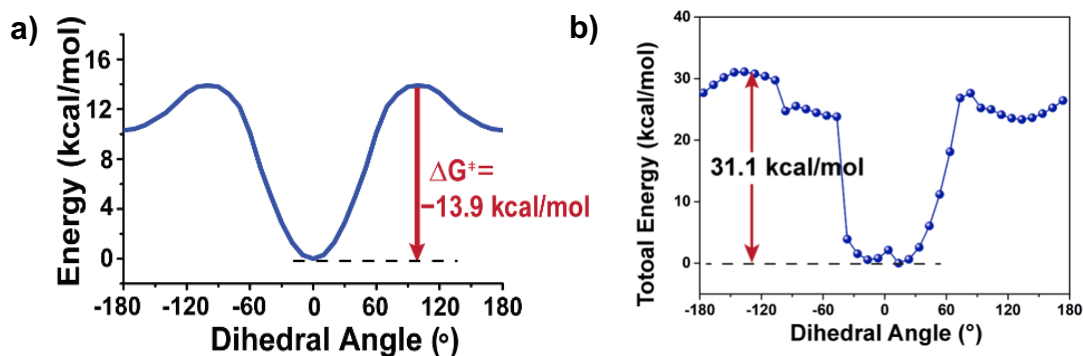 a)
Energy (kcal/mol)
16
12
8
4
0
-180 -120 -60 0 60 120 180
Dihedral Angle (o)
ΔG‡=
−13.9 kcal/mol
b)
Totoal Energy (kcal/mol)
40
30
20
10
0
-180 -120 -60 0 60 120 180
Dihedral Angle (°)
31.1 kcal/mol